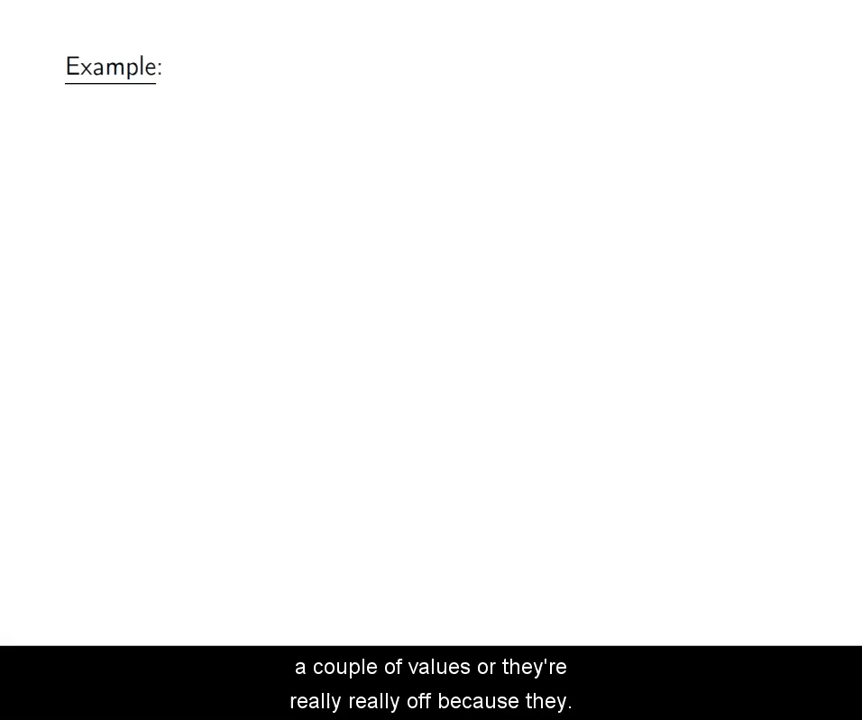 Example:
a couple of values or they're
really really off because they.